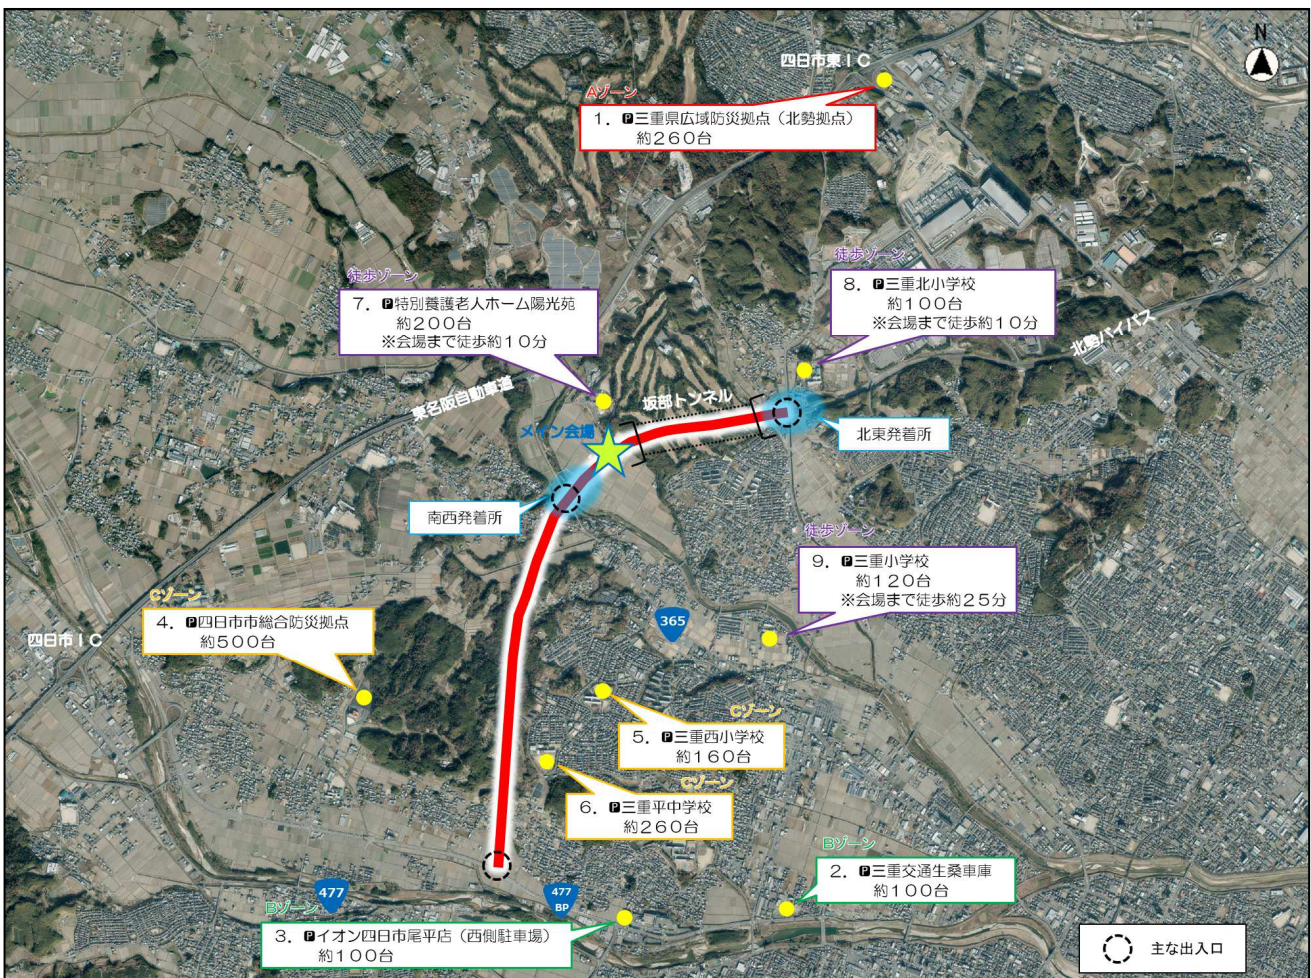 N
四日市東IC
Aゾーン
1. 🅿三重県広域防災拠点(北勢拠点)
約260台
徒歩ゾーン
8. 🅿三重北小学校
約100台
※会場まで徒歩約10分
徒歩ゾーン
7. 🅿特別養護老人ホーム陽光苑
約200台
※会場まで徒歩約10分
北勢バイパス
東名阪自動車道
坂部トンネル
メイン会場
北東発着所
南西発着所
徒歩ゾーン
9. 🅿三重小学校
約120台
※会場まで徒歩約25分
Cゾーン
4. 🅿四日市市総合防災拠点
約500台
四日市IC
365
Cゾーン
5. 🅿三重西小学校
約160台
Cゾーン
6. 🅿三重平中学校
約260台
Bゾーン
2. 🅿三重交通生桑車庫
約100台
477
477
BP
Bゾーン
3. 🅿イオン四日市尾平店(西側駐車場)
約100台
主な出入口